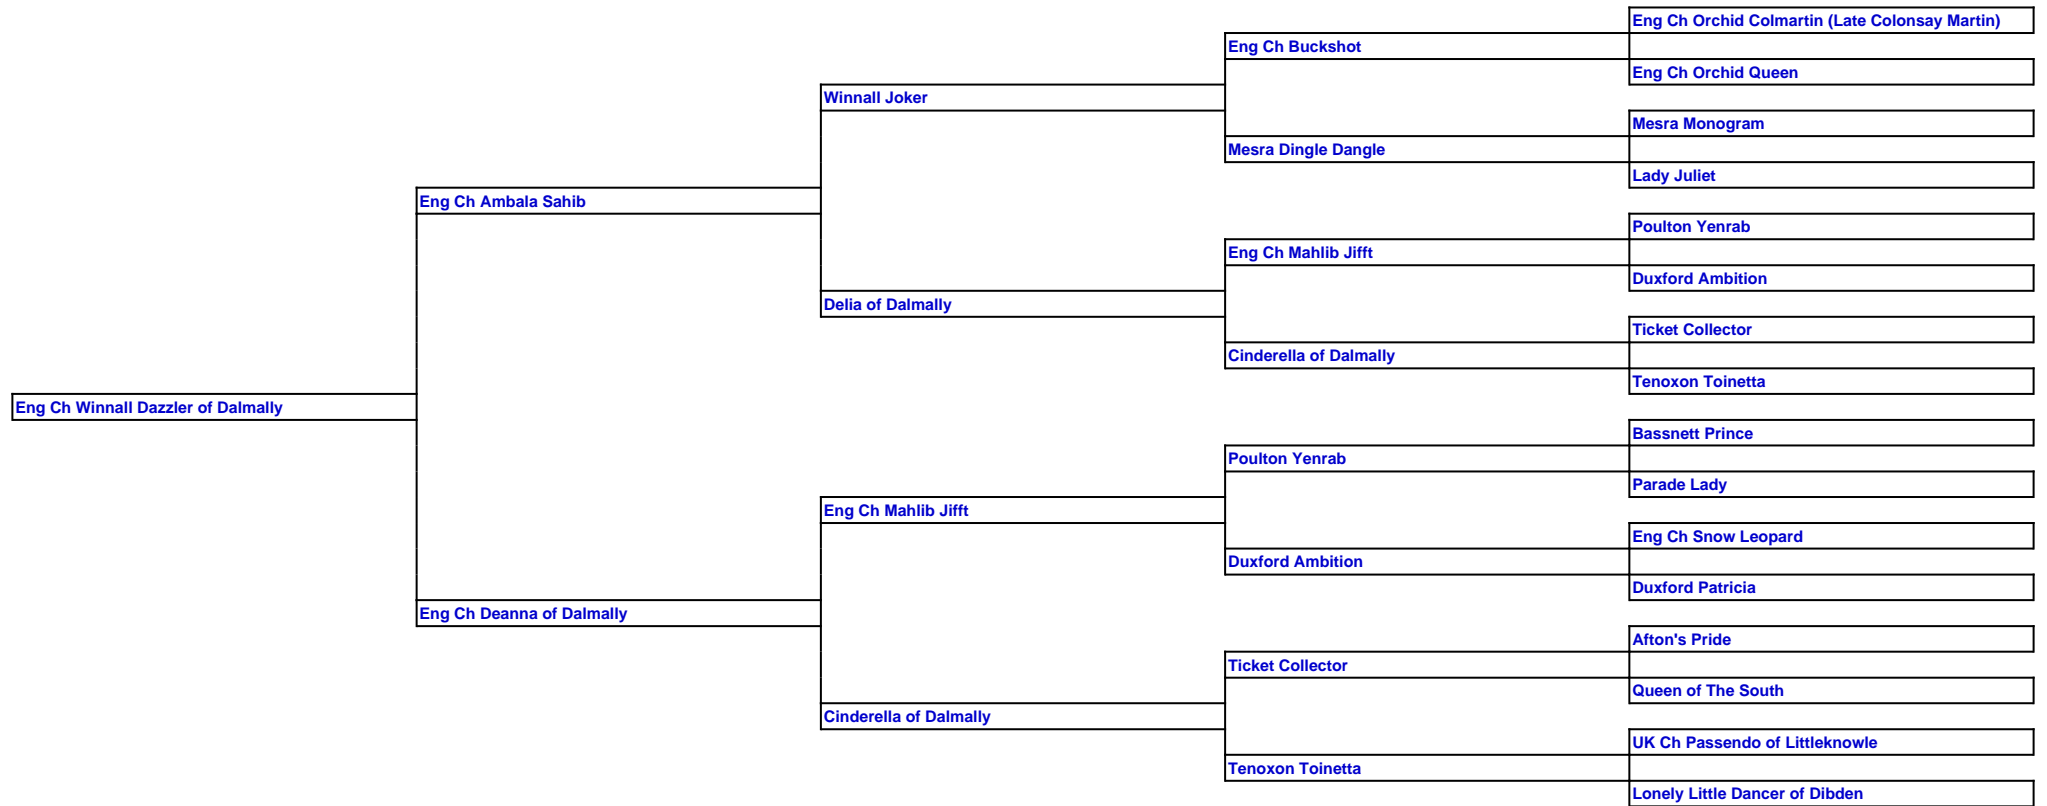 Eng Ch Orchid Colmartin (Late Colonsay Martin)
Eng Ch Buckshot
Eng Ch Orchid Queen
Winnall Joker
Mesra Monogram
Mesra Dingle Dangle
Lady Juliet
Eng Ch Ambala Sahib
Poulton Yenrab
Eng Ch Mahlib Jifft
Duxford Ambition
Delia of Dalmally
Ticket Collector
Cinderella of Dalmally
Tenoxon Toinetta
Eng Ch Winnall Dazzler of Dalmally
Bassnett Prince
Poulton Yenrab
Parade Lady
Eng Ch Mahlib Jifft
Eng Ch Snow Leopard
Duxford Ambition
Duxford Patricia
Eng Ch Deanna of Dalmally
Afton's Pride
Ticket Collector
Queen of The South
Cinderella of Dalmally
UK Ch Passendo of Littleknowle
Tenoxon Toinetta
Lonely Little Dancer of Dibden